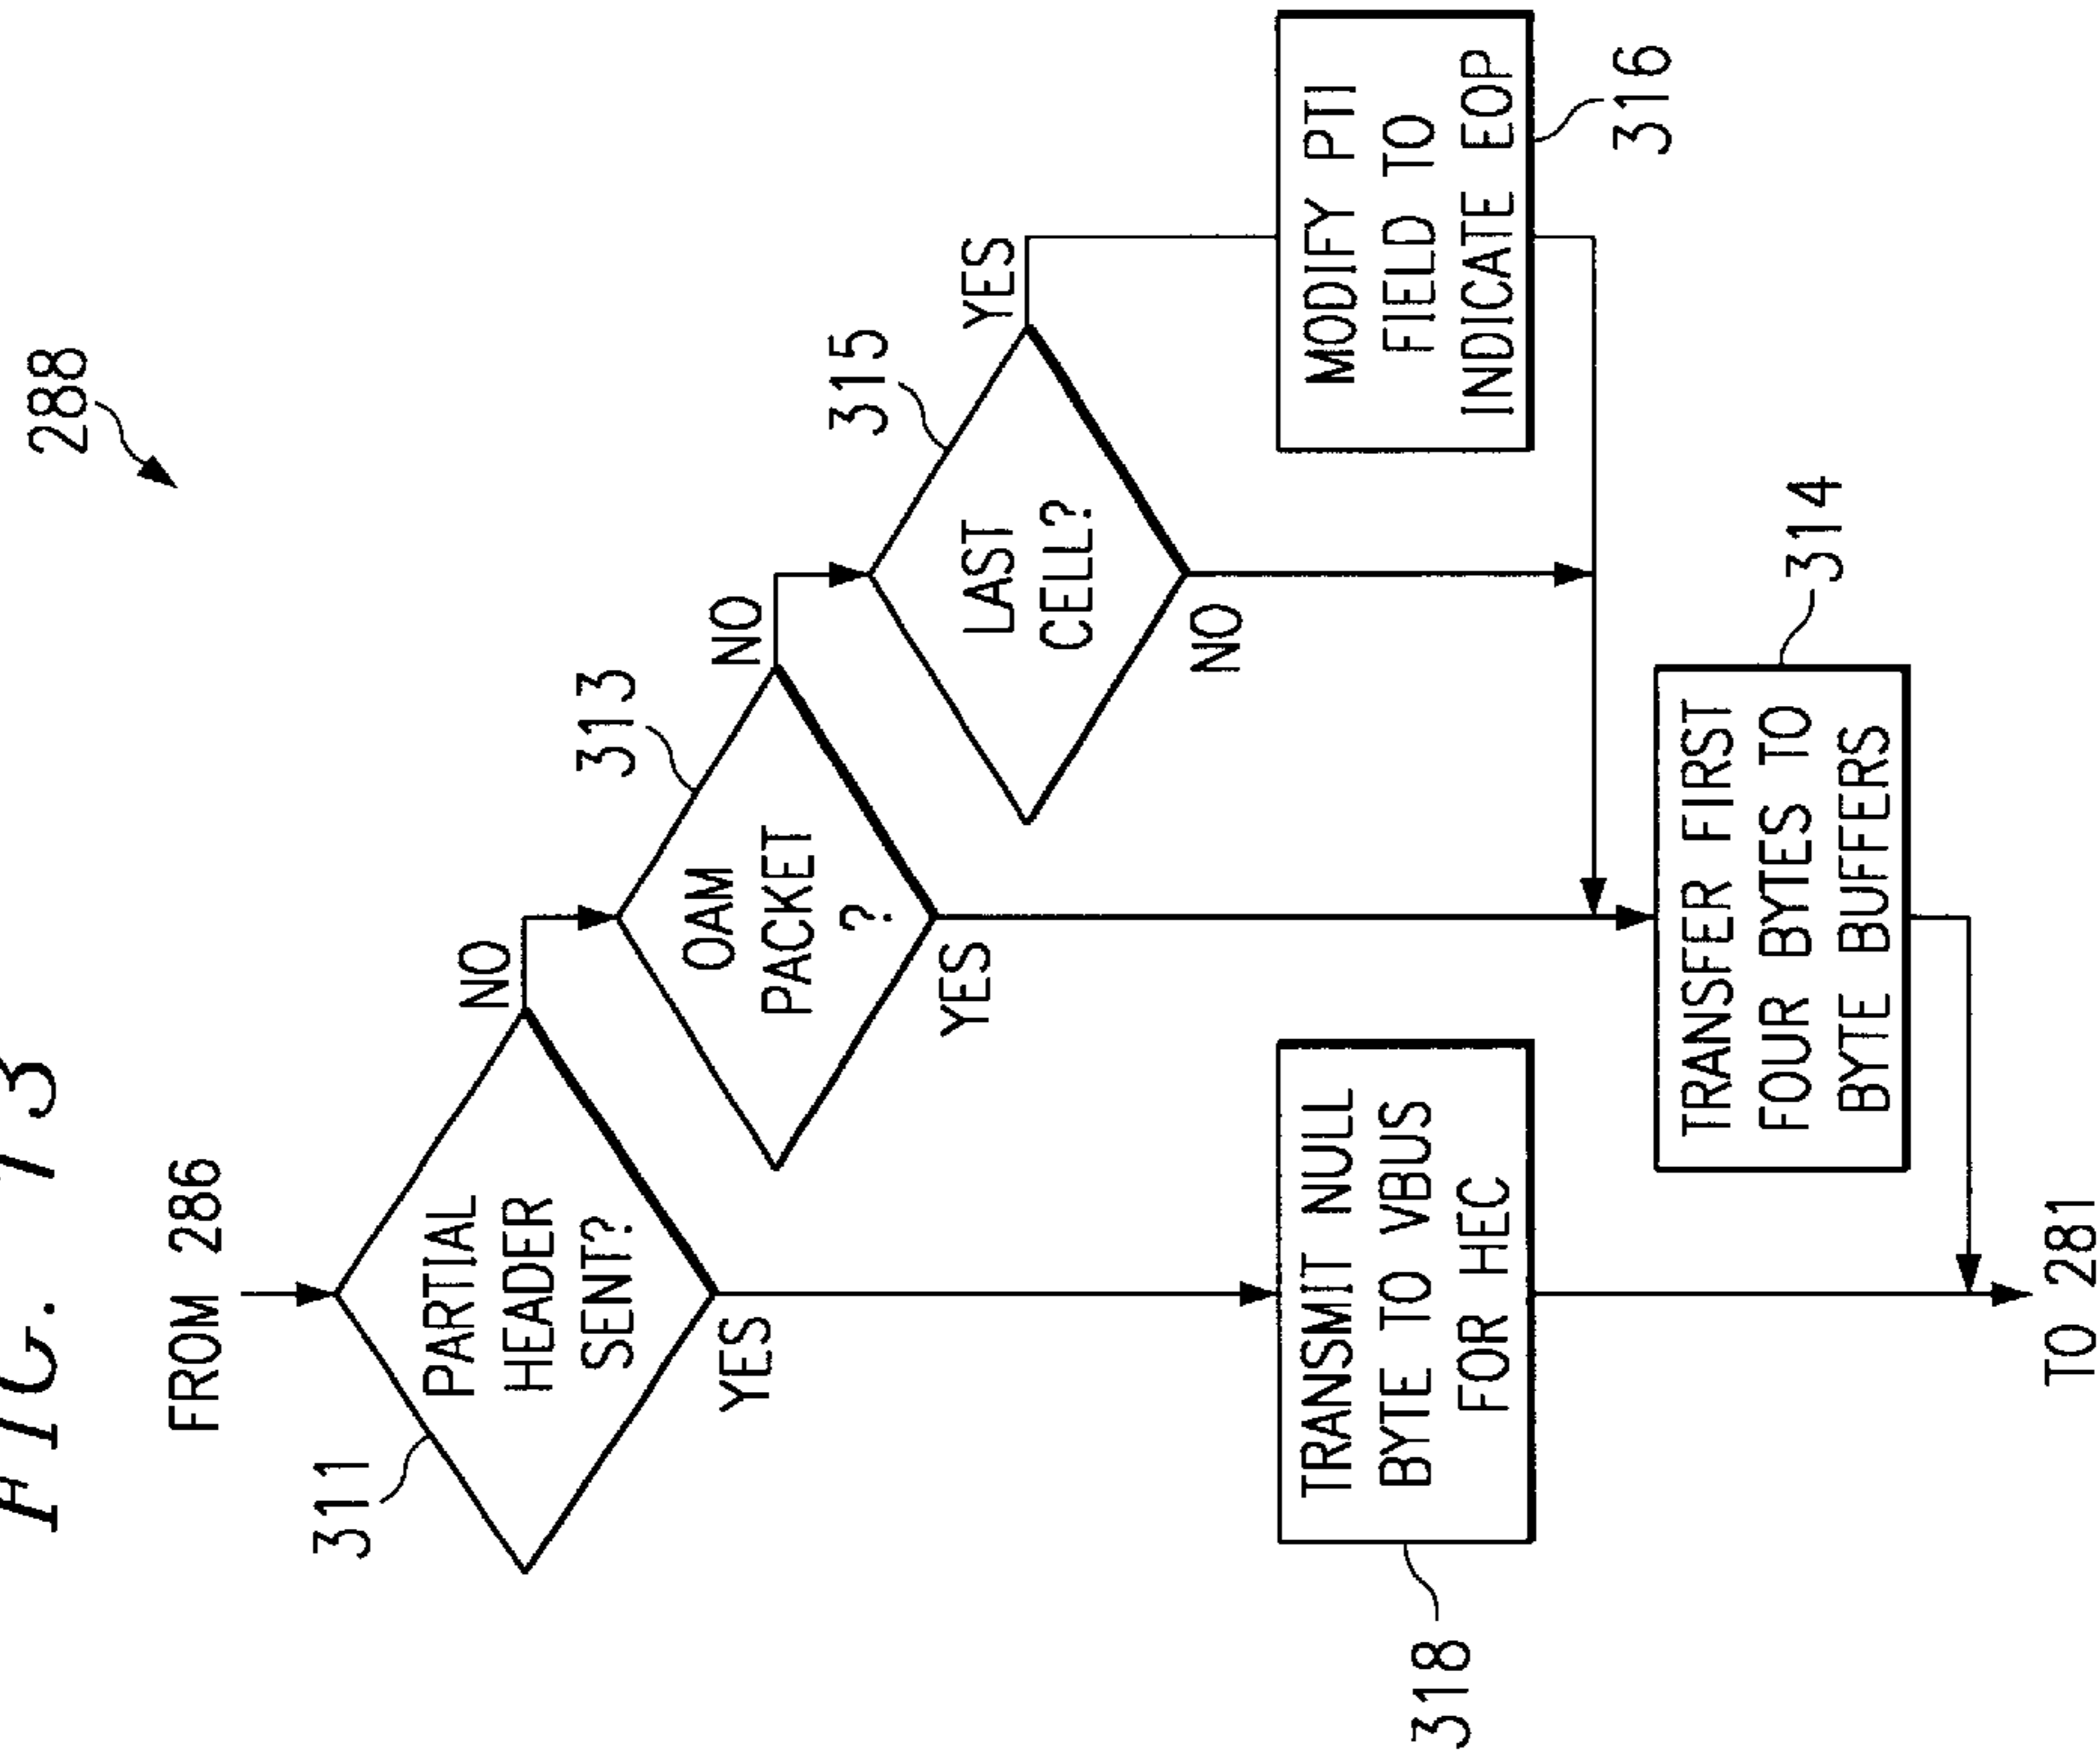 FIG. 13
288
FROM 286
311
PARTIAL
HEADER
SENT?
NO
YES
313
OAM
PACKET
?
NO
YES
315
LAST
CELL?
YES
NO
MODIFY PTI
FIELD TO
INDICATE EOP
316
TRANSMIT NULL
BYTE TO VBUS
FOR HEC
318
TRANSFER FIRST
FOUR BYTES TO
BYTE BUFFERS
314
TO 281